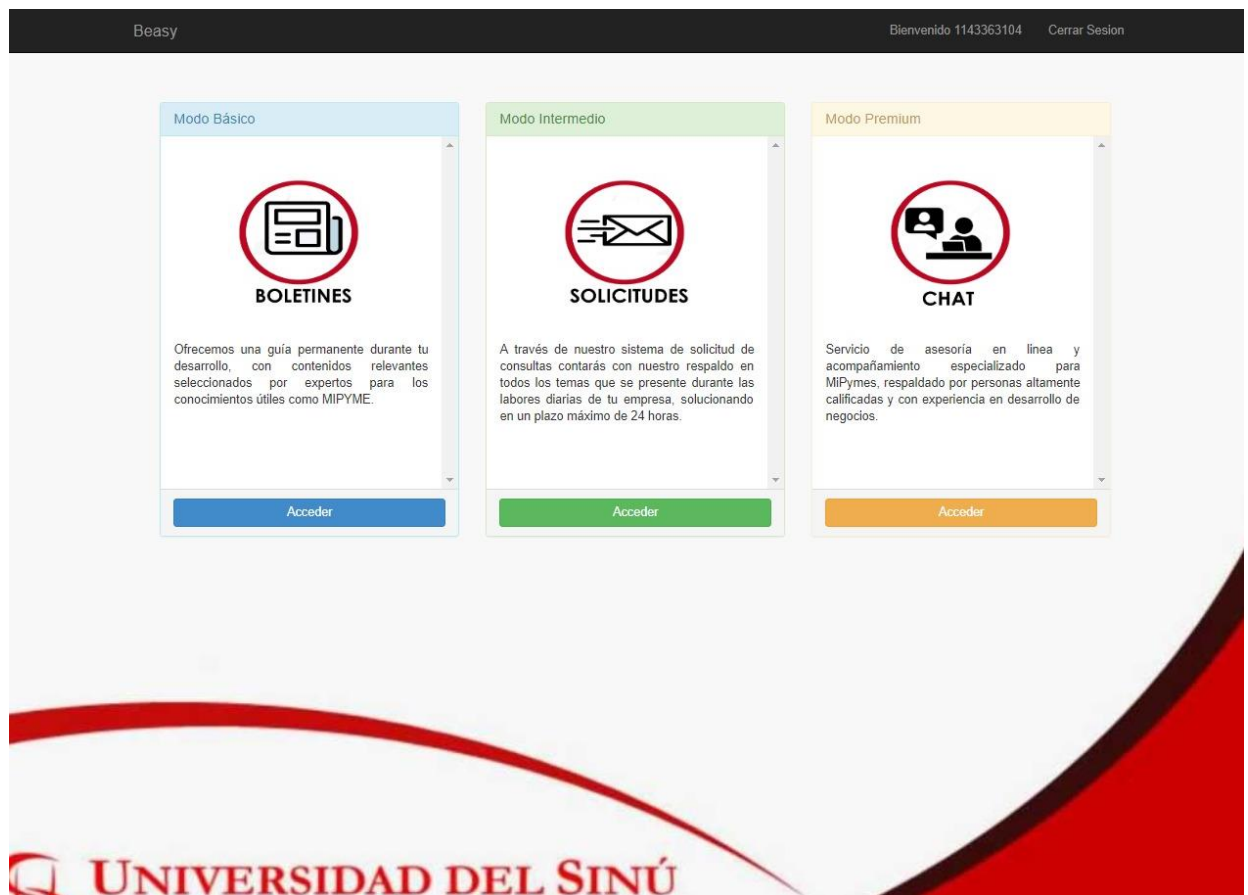 Beasy
Bienvenido 1143363104
Cerrar Sesion
Modo Básico
BOLETINES
Ofrecemos una guía permanente durante tu
desarrollo, con contenidos relevantes
seleccionados por expertos para los
conocimientos útiles como MIPYME.
Acceder
Modo Intermedio
SOLICITUDES
A través de nuestro sistema de solicitud de
consultas contarás con nuestro respaldo en
todos los temas que se presente durante las
labores diarias de tu empresa, solucionando
en un plazo máximo de 24 horas.
Acceder
Modo Premium
CHAT
Servicio de asesoría en linea y
acompañamiento especializado para
MiPymes, respaldado por personas altamente
calificadas y con experiencia en desarrollo de
negocios.
Acceder
UNIVERSIDAD DEL SINÚ